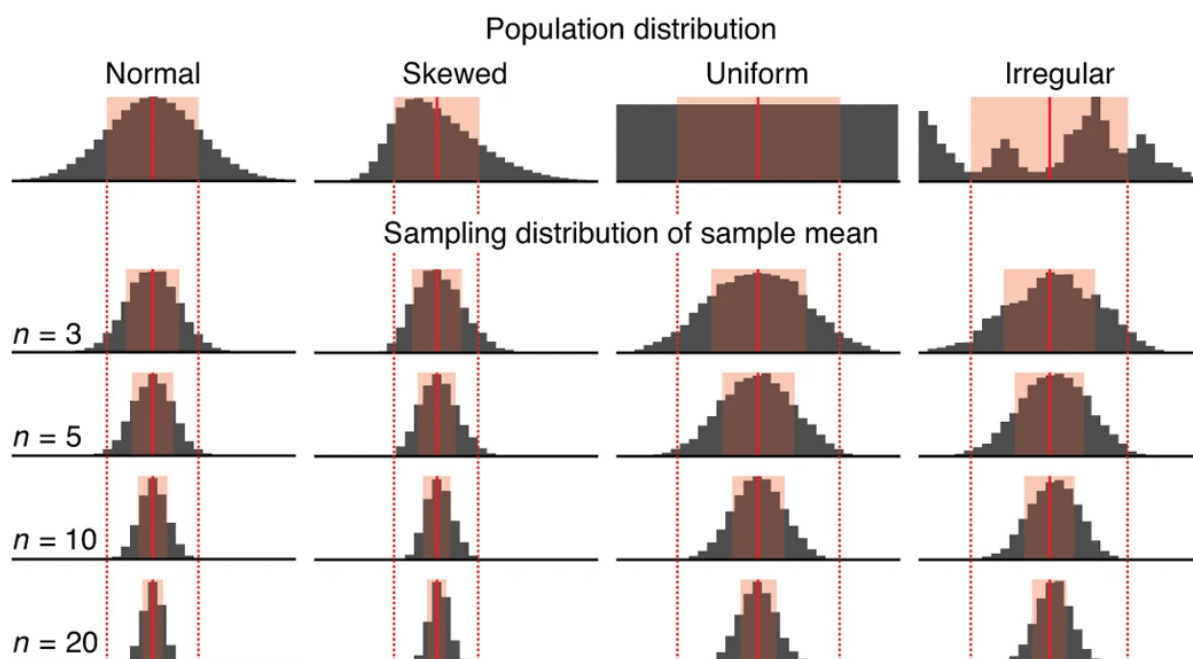 Population distribution
Normal Skewed Uniform Irregular
Sampling distribution of sample mean
n = 3
n = 5
n = 10
n = 20